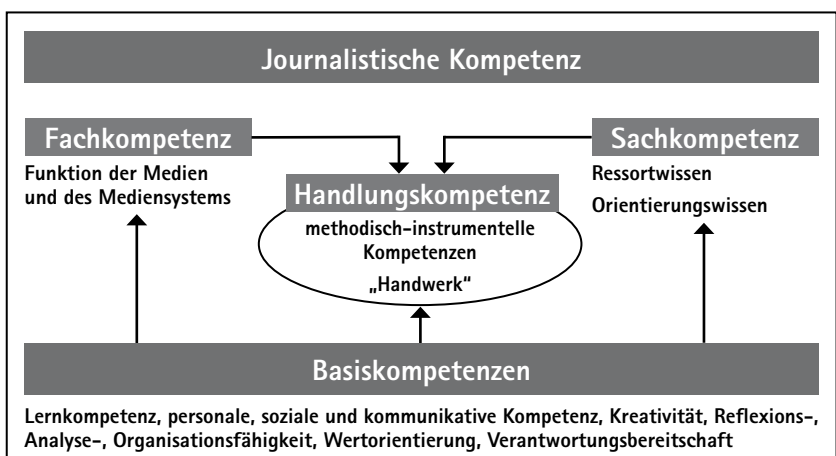 Journalistische Kompetenz
Fachkompetenz
Funktion der Medien
und des Mediensystems
Handlungskompetenz
methodisch-instrumentelle
Kompetenzen
„Handwerk“
Sachkompetenz
Ressortwissen
Orientierungswissen
Basiskompetenzen
Lernkompetenz, personale, soziale und kommunikative Kompetenz, Kreativität, Reflexions-,
Analyse-, Organisationsfähigkeit, Wertorientierung, Verantwortungsbereitschaft